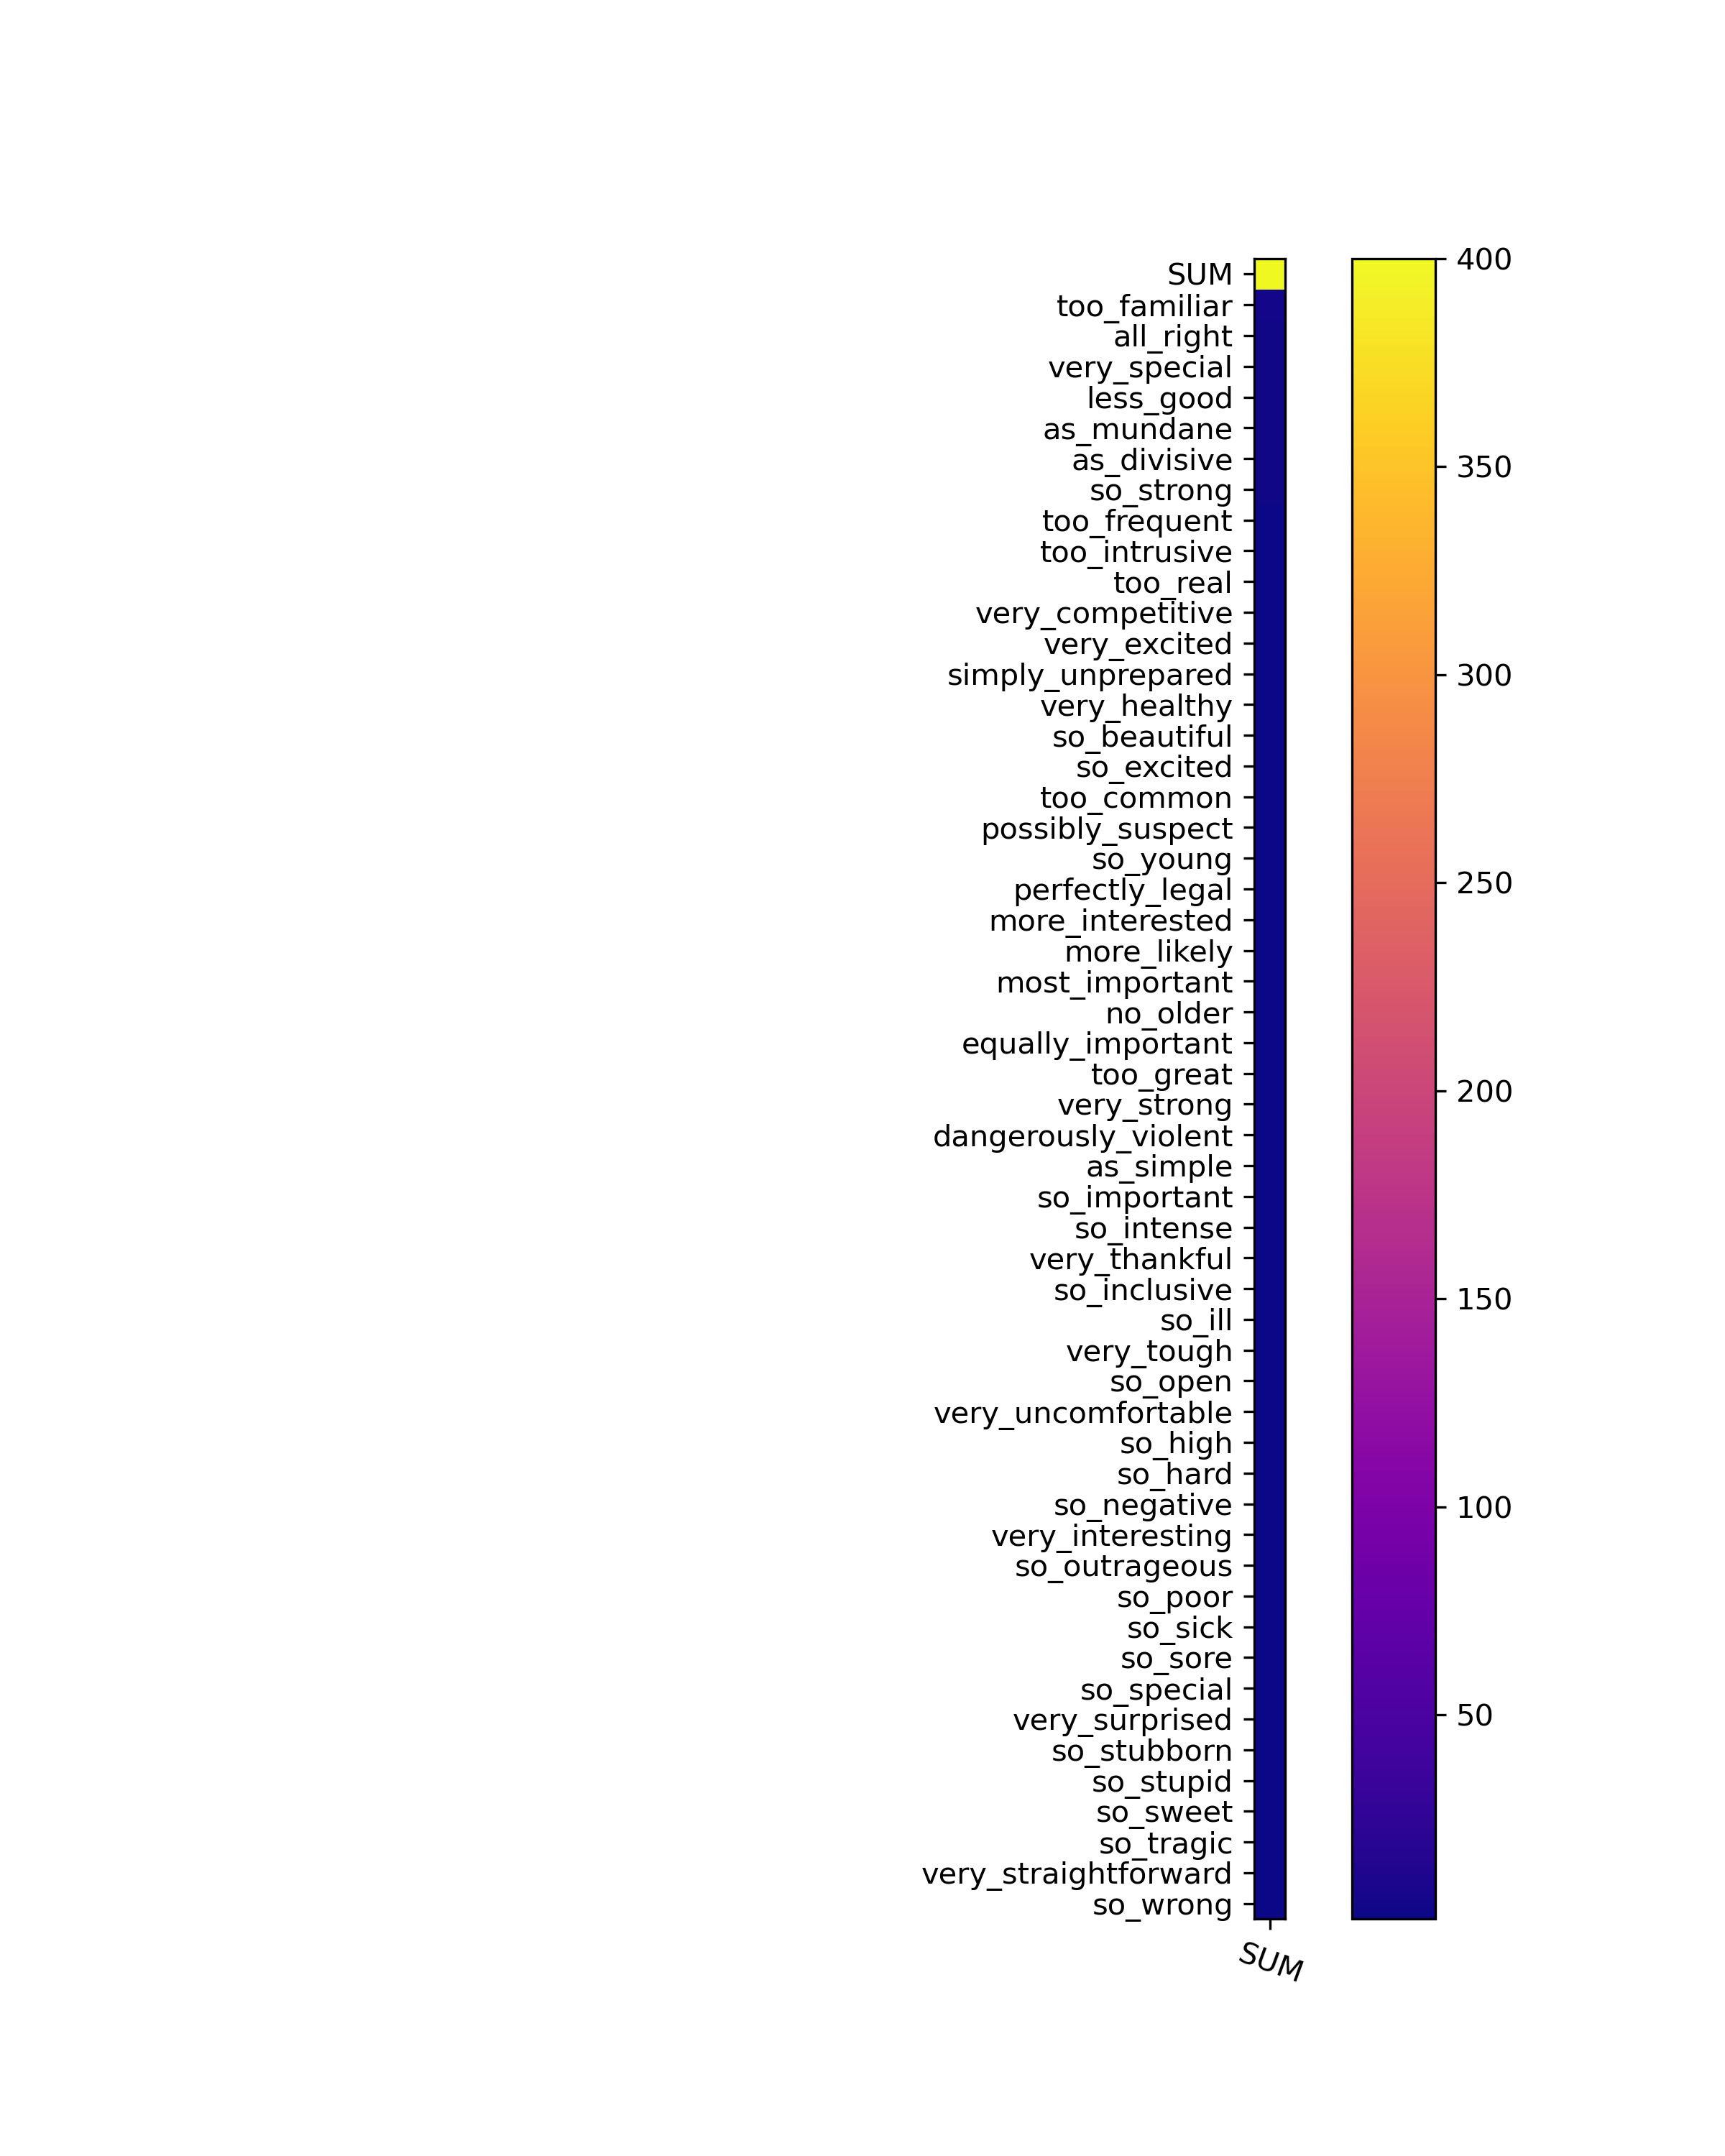 SUM
too_familiar
all_right
very_special
less_good
as_mundane
as_divisive
so_strong
too_frequent
too_intrusive
too_real
very_competitive
very_excited
simply_unprepared
very_healthy
so_beautiful
so_excited
too_common
possibly_suspect
so_young
perfectly_legal
more_interested
more_likely
most_important
no_older
equally_important
too_great
very_strong
dangerously_violent
as_simple
so_important
so_intense
very_thankful
so_inclusive
so_ill
very_tough
so_open
very_uncomfortable
so_high
so_hard
so_negative
very_interesting
so_outrageous
so_poor
so_sick
so_sore
so_special
very_surprised
so_stubborn
so_stupid
so_sweet
so_tragic
very_straightforward
so_wrong
SUM
400
350
300
250
200
150
100
50